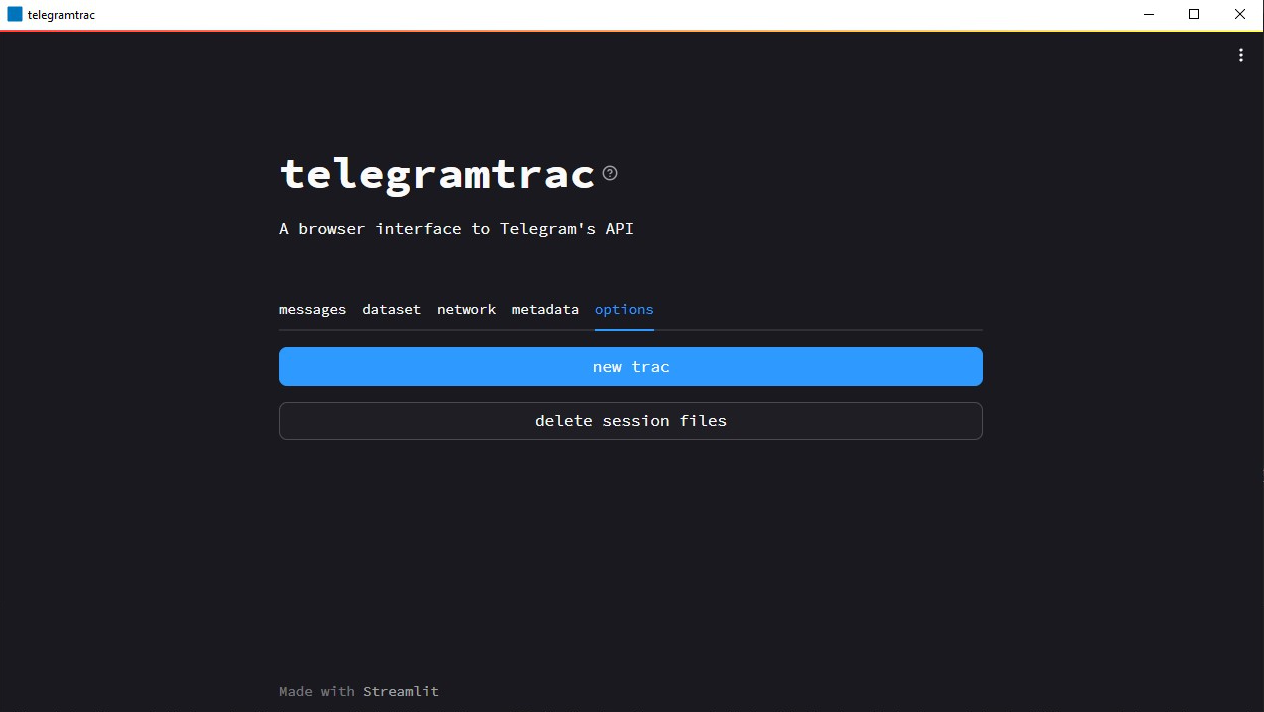 telegramtrac
telegramtrac
A browser interface to Telegram's API
messages dataset network metadata options
new trac
delete session files
Made with Streamlit